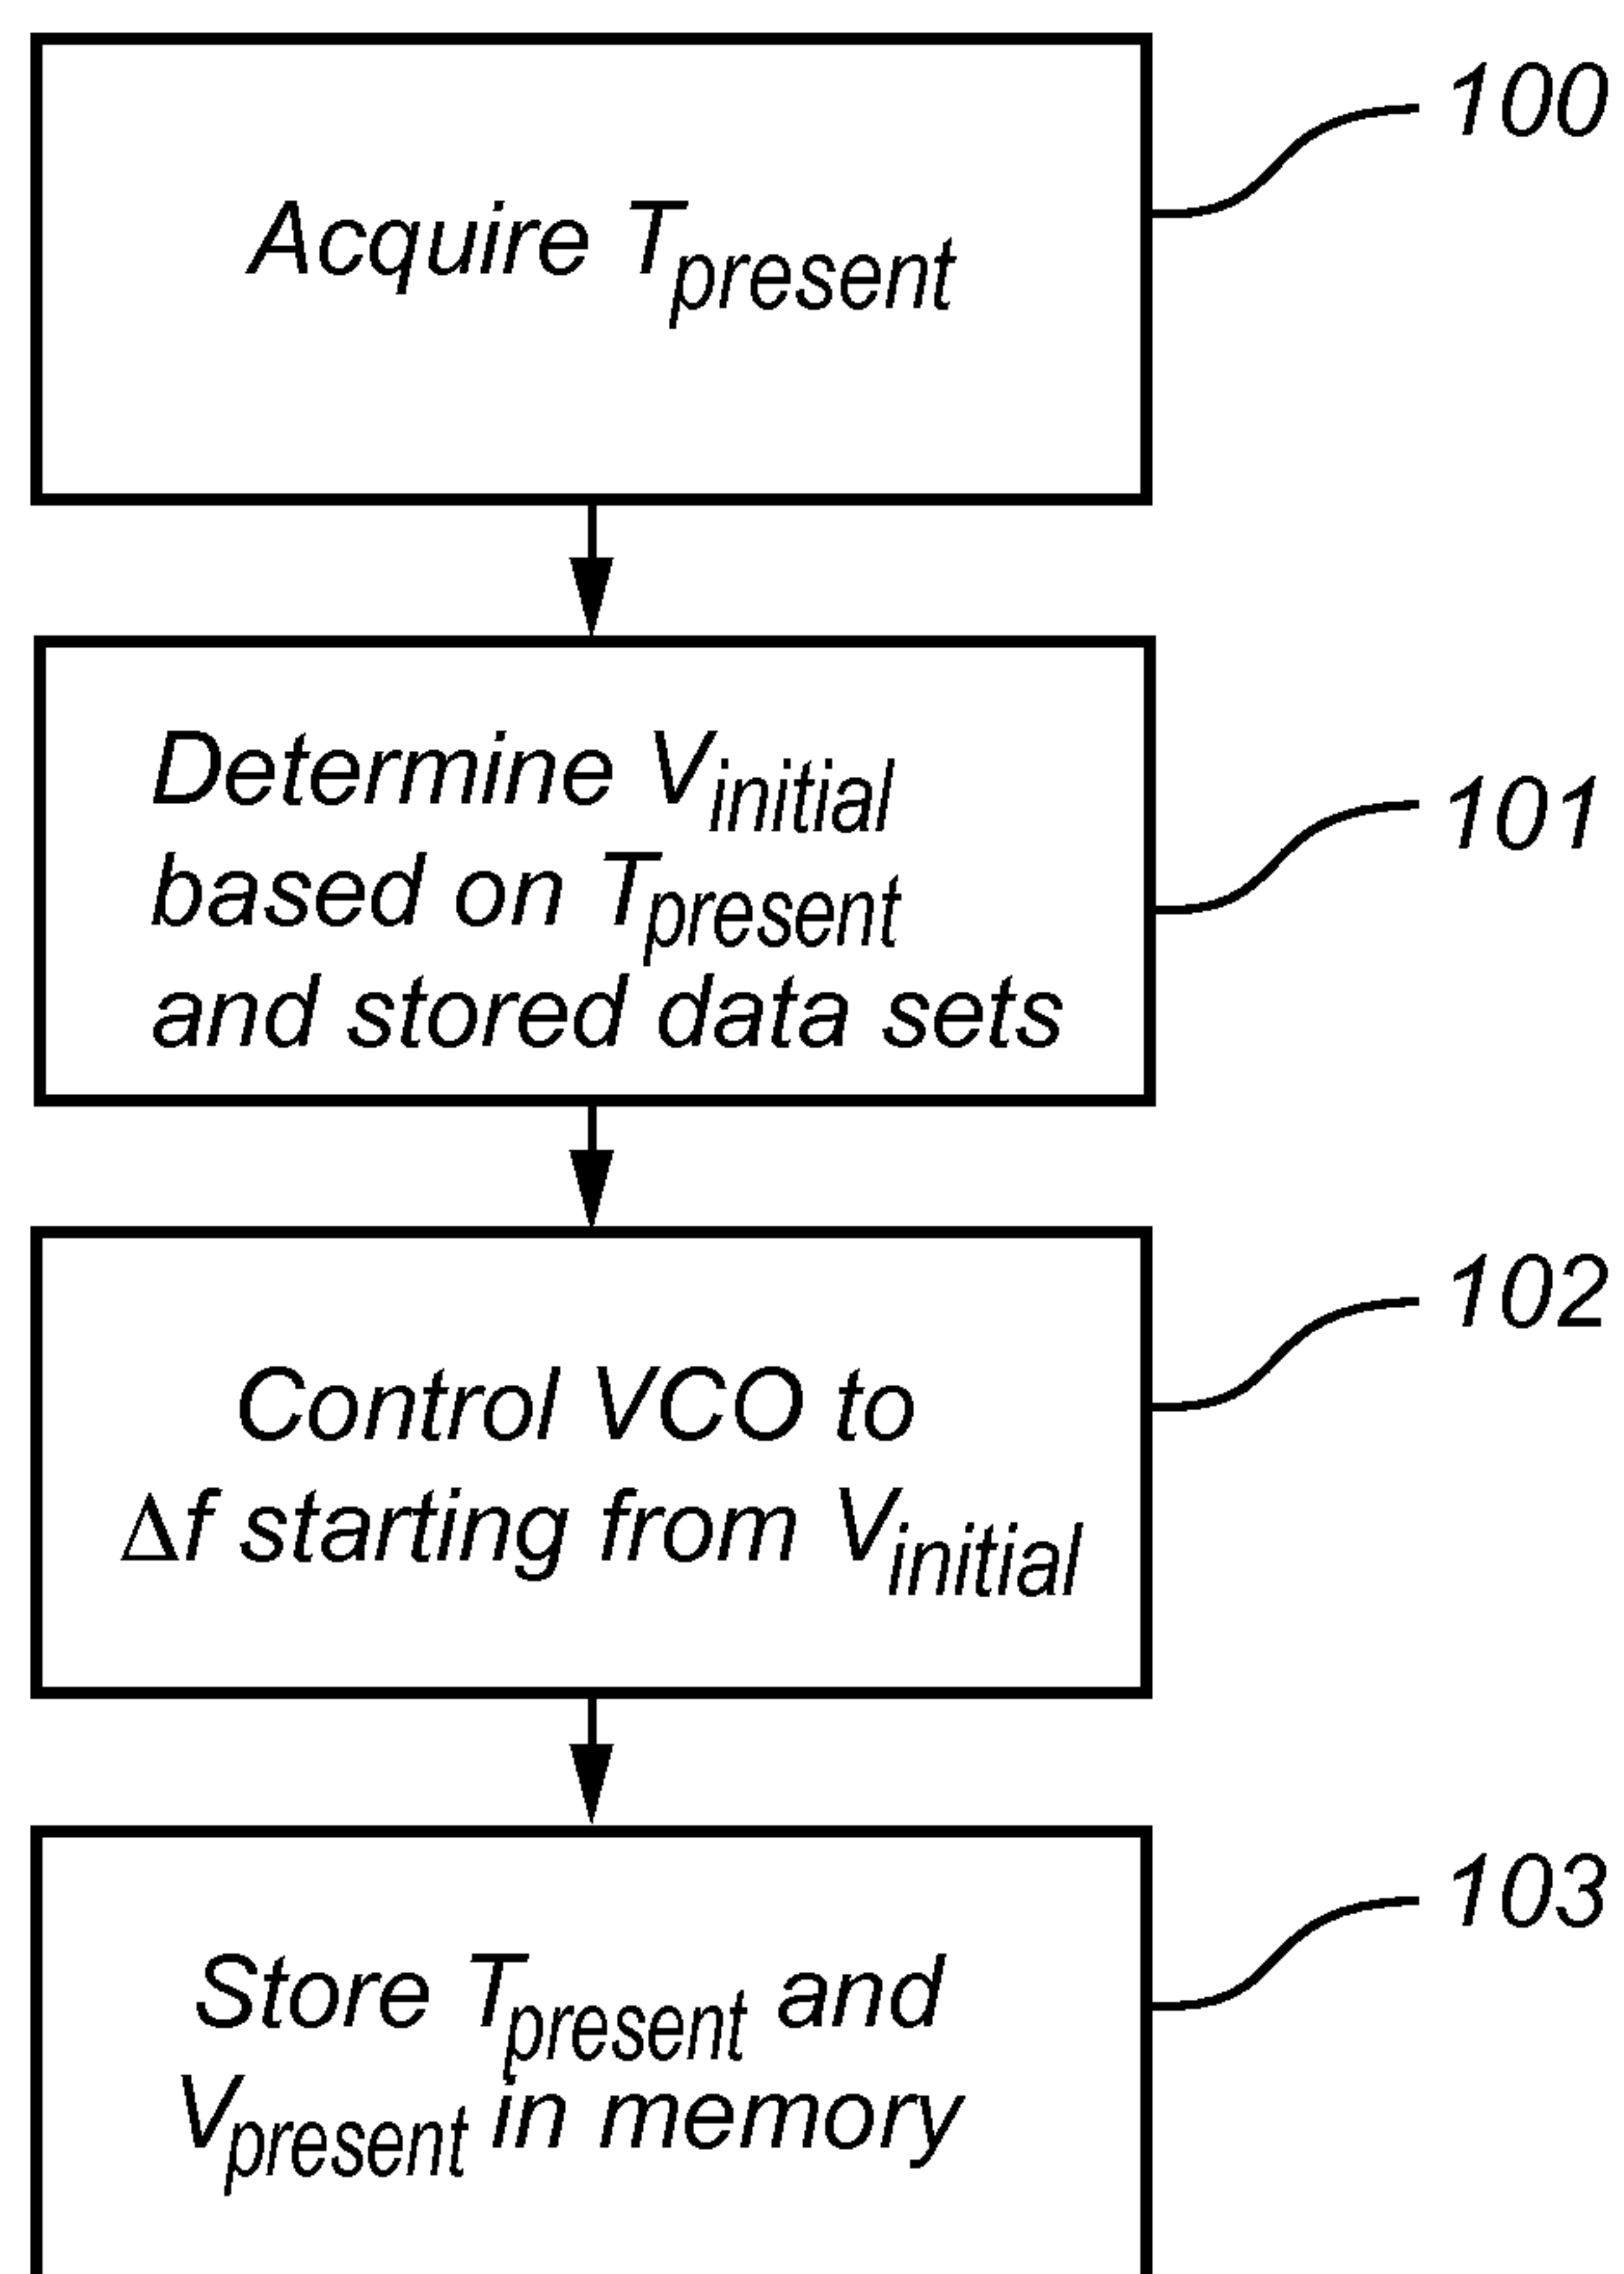 Acquire Tpresent
100
Determine Vinitial
based on Tpresent
and stored data sets
101
Control VCO to
Δf starting from Vinitial
102
Store Tpresent and
Vpresent in memory
103